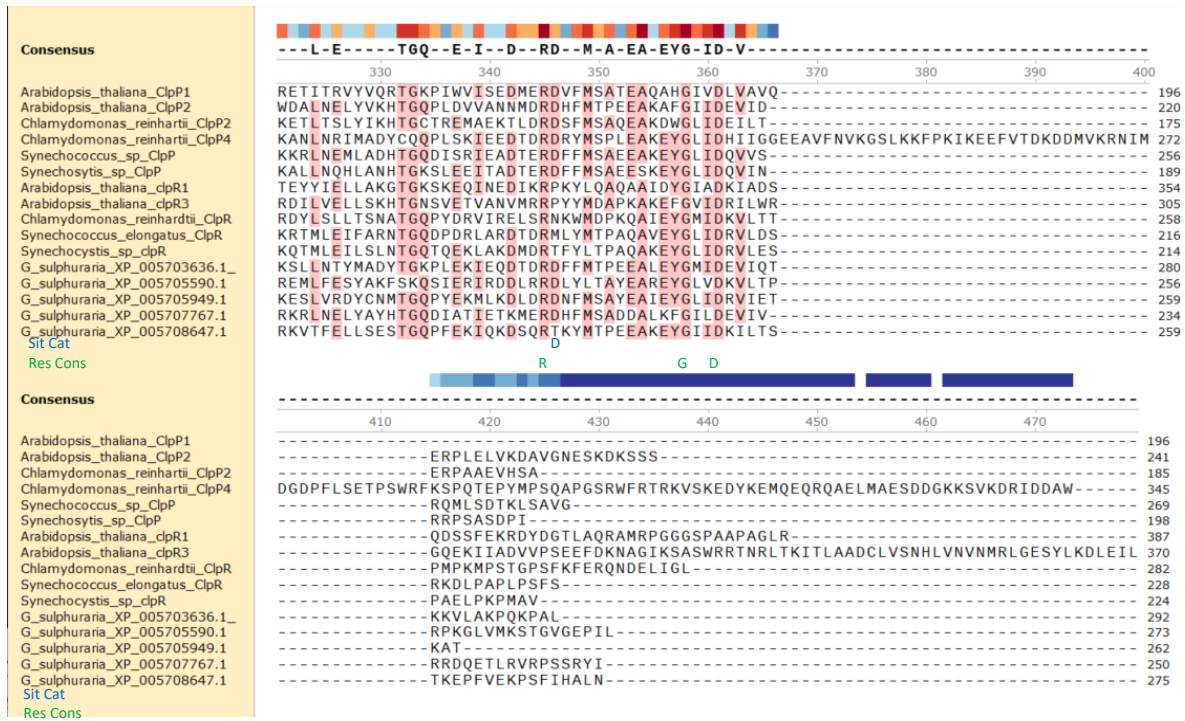 Consensus
---L-E-----TGQ--E-I--D--RD--M-A-EA-EYG-ID-V-------------------------------------
330 340 350 360 370 380 390 400
Arabidopsis_thaliana_ClpP1 RETITRVYVQRTGKPIWVISEDMERDVFMSATEAQAHGIVDLVAVQ---------------------------------- 196
Arabidopsis_thaliana_ClpP2 WDALNELYVKHTGQPLDVVANNMDRDHFMTPEEAKAFGIIDEVID----------------------------------- 220
Chlamydomonas_reinhartii_ClpP2 KETLTSLYIKHTGCTREMAEKTLDRDSFMSAQEAKDWGLIDEILT----------------------------------- 175
Chlamydomonas_reinhartii_ClpP4 KANLNRIMADYCQQPLSKIEEDTDRDRYMSPLEAKEYGLIDHIIGGEEAVFNVKGSLKKFPKIKEEFVTDKDDMVKRNIM 272
Synechococcus_sp_ClpP KKRLNEMLADHTGQDISRIEADTERDFFMSAEEAKEYGLIDQVVS----------------------------------- 256
Synechosytis_sp_ClpP KALLNQHLANHTGKSLEEITADTERDFFMSAEESKEYGLIDQVIN----------------------------------- 189
Arabidopsis_thaliana_clpR1 TEYYIELLAKGTGKSKEQINEDIKRPKYLQAQAAIDYGIADKIADS---------------------------------- 354
Arabidopsis_thaliana_clpR3 RDILVELLSKHTGNSVETVANVMRRPYYMDAPKAKEFGVIDRILWR---------------------------------- 305
Chlamydomonas_reinhardtii_ClpR RDYLSLLTSNATGQPYDRVIRELSRNKWMDPKQAIEYGMIDKVLTT---------------------------------- 258
Synechococcus_elongatus_ClpR KRTMLEIFARNTGQDPDRLARDTDRMLYMTPAQAVEYGLIDRVLDS---------------------------------- 216
Synechocystis_sp_clpR KQTMLEILSLNTGQTQEKLAKDMDRTFYLTPAQAKEYGLIDRVLES---------------------------------- 214
G_sulphuraria_XP_005703636.1_ KSLLNTYMADYTGKPLEKIEQDTDRDFFMTPEEALEYGMIDEVIQT---------------------------------- 280
G_sulphuraria_XP_005705590.1 REMLFESYAKFSKQSIERIRDDLRRDLYLTAYEAREYGLVDKVLTP---------------------------------- 256
G_sulphuraria_XP_005705949.1 KESLVRDYCNMTGQPYEKMLKDLDRDNFMSAYEAIEYGLIDRVIET---------------------------------- 259
G_sulphuraria_XP_005707767.1 RKRLNELYAYHTGQDIATIETKMERDHFMSADDALKFGILDEVIV----------------------------------- 234
G_sulphuraria_XP_005708647.1 RKVTFELLSESTGQPFEKIQKDSQRTKYMTPEEAKEYGIIDKILTS---------------------------------- 259
Sit Cat D
Res Cons R G D
Consensus
-------------------------------------------------------------------------------
410 420 430 440 450 460 470
Arabidopsis_thaliana_ClpP1 ------------------------------------------------------------------------------- 196
Arabidopsis_thaliana_ClpP2 --------------ERPLELVKDAVGNESKDKSSS-------------------------------------------- 241
Chlamydomonas_reinhartii_ClpP2 --------------ERPAAEVHSA------------------------------------------------------- 185
Chlamydomonas_reinhartii_ClpP4 DGDPFLSETPSWRFKSPQTEPYMPSQAPGSRWFRTRKVSKEDYKEMQEQRQAELMAESDDGKKSVKDRIDDAW------ 345
Synechococcus_sp_ClpP --------------RQMLSDTKLSAVG---------------------------------------------------- 269
Synechosytis_sp_ClpP --------------RRPSASDPI-------------------------------------------------------- 198
Arabidopsis_thaliana_clpR1 --------------QDSSFEKRDYDGTLAQRAMRPGGGSPAAPAGLR-------------------------------- 387
Arabidopsis_thaliana_clpR3 --------------GQEKIIADVVPSEEFDKNAGIKSASWRRTNRLTKITLAADCLVSNHLVNVNMRLGESYLKDLEIL 370
Chlamydomonas_reinhardtii_ClpR --------------PMPKMPSTGPSFKFERQNDELIGL----------------------------------------- 282
Synechococcus_elongatus_ClpR --------------RKDLPAPLPSFS----------------------------------------------------- 228
Synechocystis_sp_clpR --------------PAELPKPMAV------------------------------------------------------- 224
G_sulphuraria_XP_005703636.1_ --------------KKVLAKPQKPAL----------------------------------------------------- 292
G_sulphuraria_XP_005705590.1 --------------RPKGLVMKSTGVGEPIL------------------------------------------------ 273
G_sulphuraria_XP_005705949.1 --------------KAT-------------------------------------------------------------- 262
G_sulphuraria_XP_005707767.1 --------------RRDQETLRVRPSSRYI------------------------------------------------- 250
G_sulphuraria_XP_005708647.1 --------------TKEPFVEKPSFIHALN------------------------------------------------- 275
Sit Cat
Res Cons